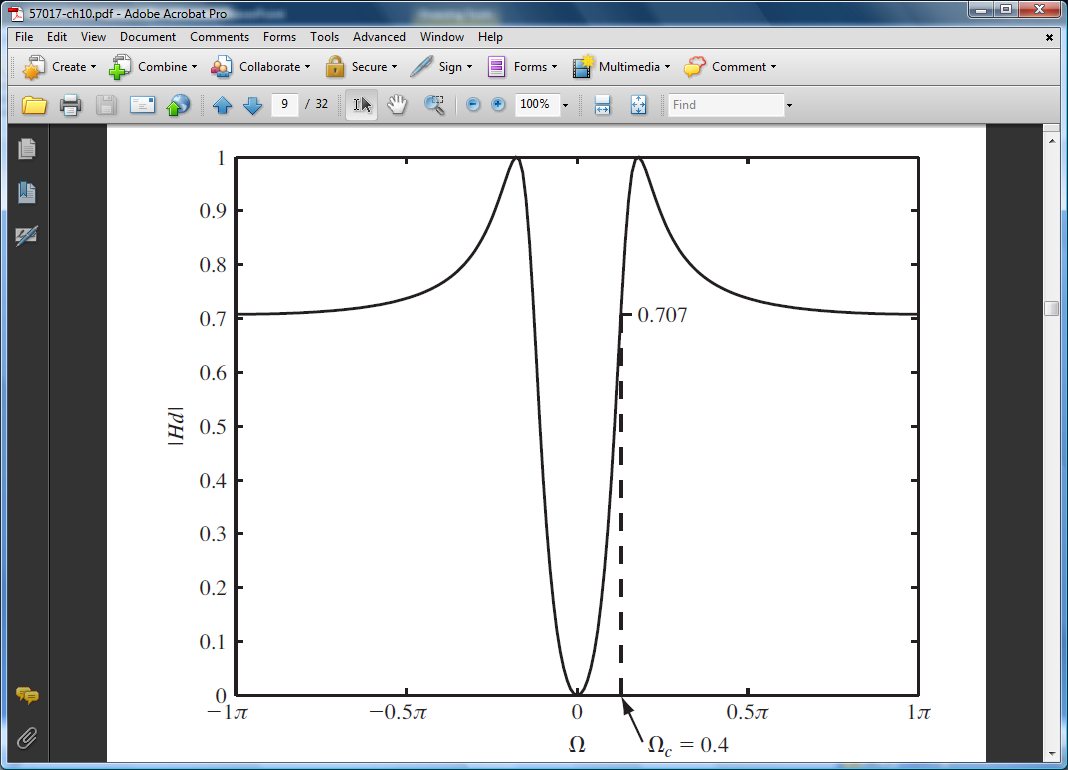 57017-ch10.pdf - Adobe Acrobat Pro
File Edit View Document Comments Forms Tools Advanced Window Help
Create Combine Collaborate Secure Sign Forms Multimedia Comment
9 / 32 100% Find
1
0.9
0.8
0.7
0.707
0.6
0.5
|Hd|
0.4
0.3
0.2
0.1
0
−1π −0.5π 0 0.5π 1π
Ω Ωc = 0.4